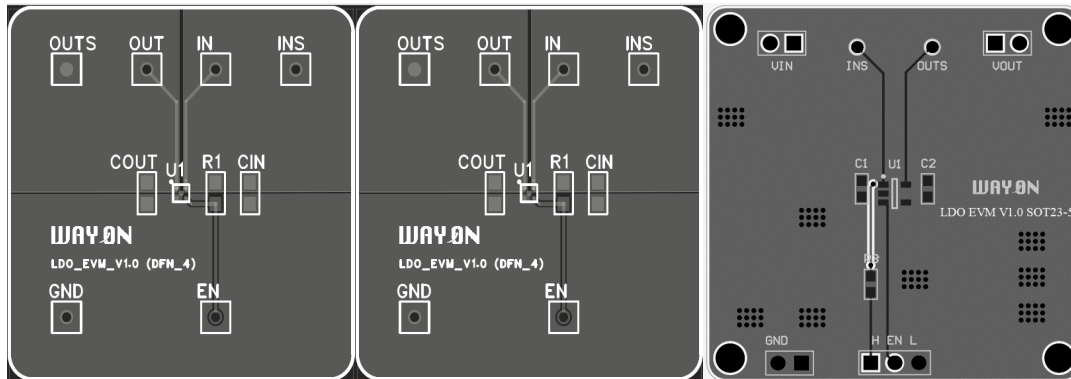 OUTS OUT IN INS
COUT U1 R1 CIN
WAYON
LDO_EVM_V1.0 (DFN_4)
GND EN
OUTS OUT IN INS
COUT U1 R1 CIN
WAYON
LDO_EVM_V1.0 (DFN_4)
GND EN
VIN INS OUTS VOUT
C1 U1 C2
WAYON
LDO EVM V1.0 SOT23-5
GND H EN L